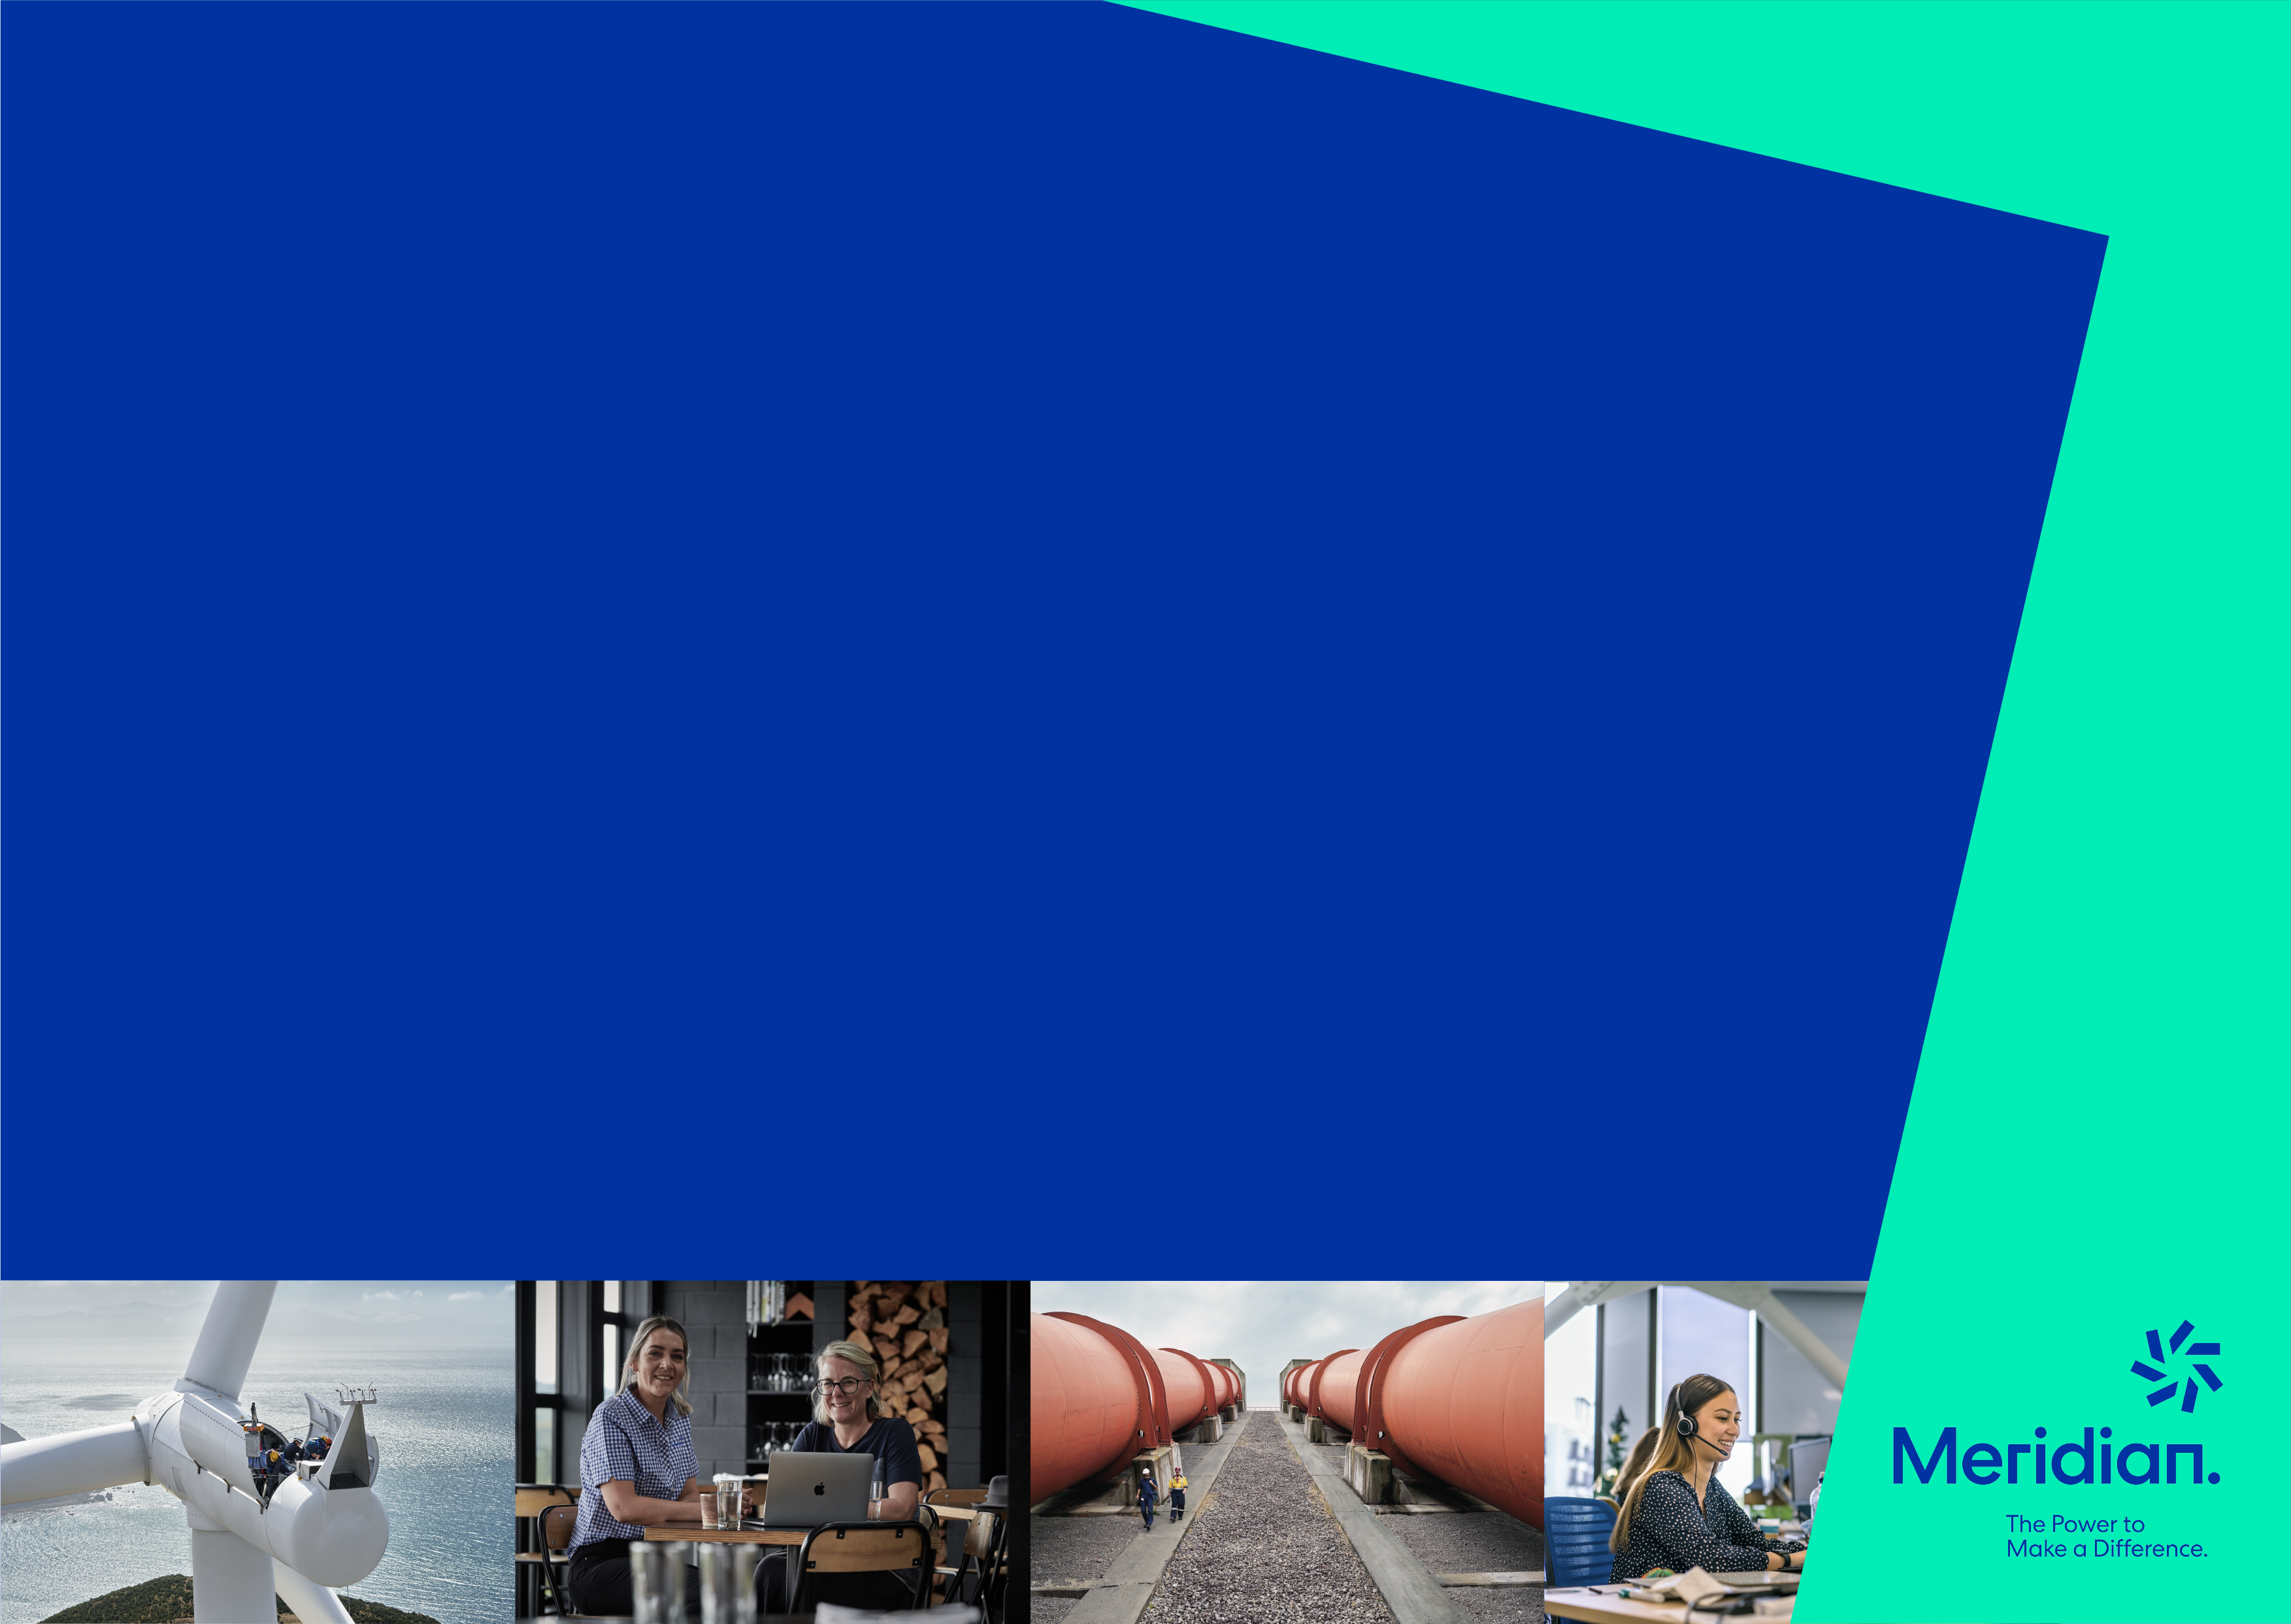 Meridian.
The Power to
Make a Difference.